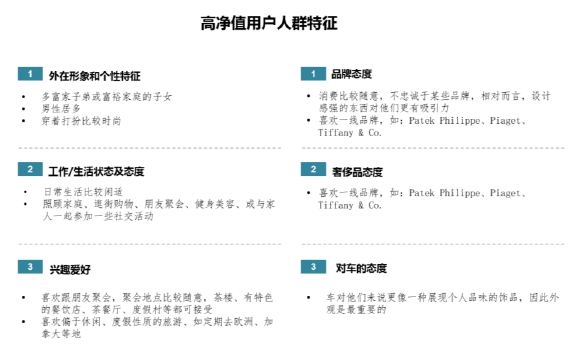 高净值用户人群特征
1 外在形象和个性特征
• 多富家子弟或富裕家庭的子女
• 男性居多
• 穿着打扮比较时尚
2 工作/生活状态及态度
• 日常生活比较闲适
• 照顾家庭、逛街购物、朋友聚会、健身美容、或与家
人一起参加一些社交活动
3 兴趣爱好
• 喜欢跟朋友聚会，聚会地点比较随意，茶楼、有特色
的餐饮店、茶餐厅、度假村等都可接受
• 喜欢偏于休闲、度假性质的旅游、如定期去欧洲、加
拿大等地
1 品牌态度
• 消费比较随意，不忠诚于某些品牌，相对而言，设计
感强的东西对他们更有吸引力
• 喜欢一线品牌，如：Patek Philippe、Piaget、
Tiffany & Co.
2 奢侈品态度
• 喜欢一线品牌，如：Patek Philippe、Piaget、
Tiffany & Co.
3 对车的态度
• 车对他们来说更像一种展现个人品味的饰品，因此外
观是最重要的